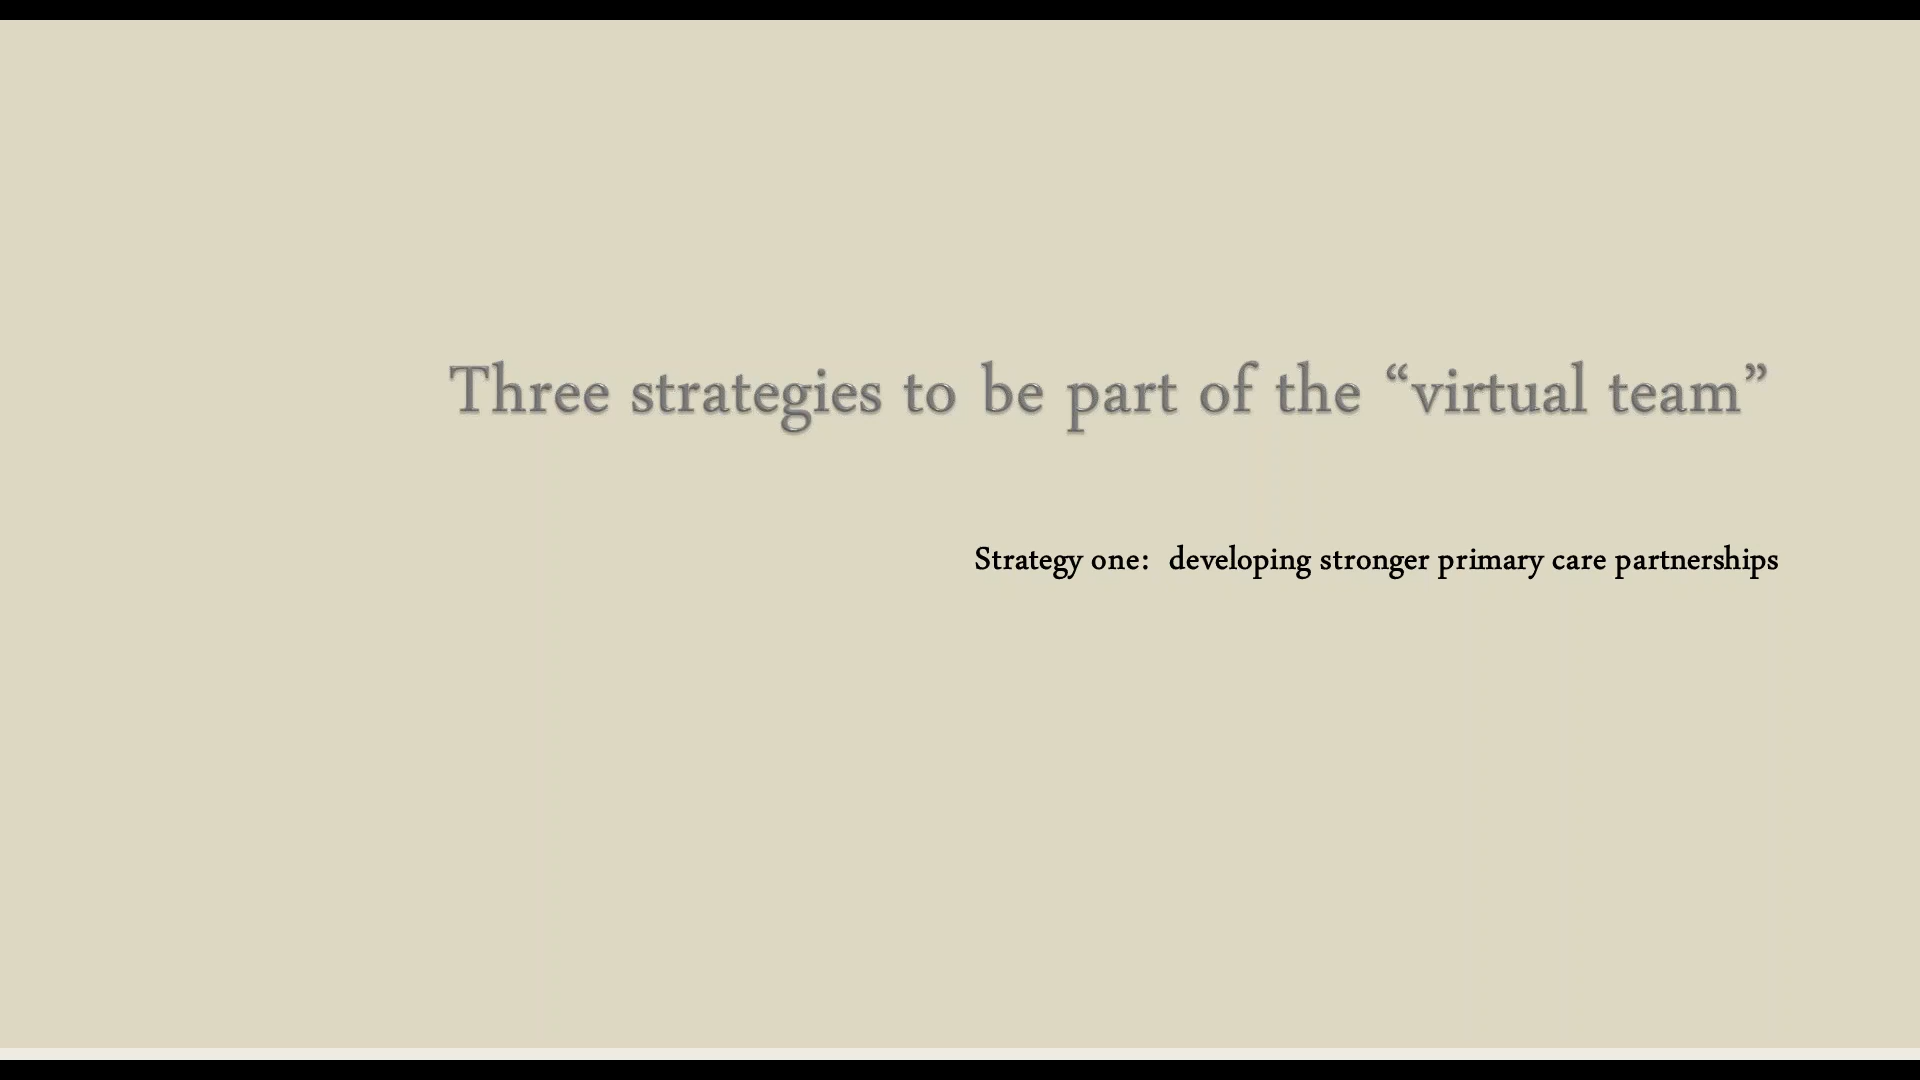 Three strategies to be part of the “virtual team”
Strategy one:  developing stronger primary care partnerships